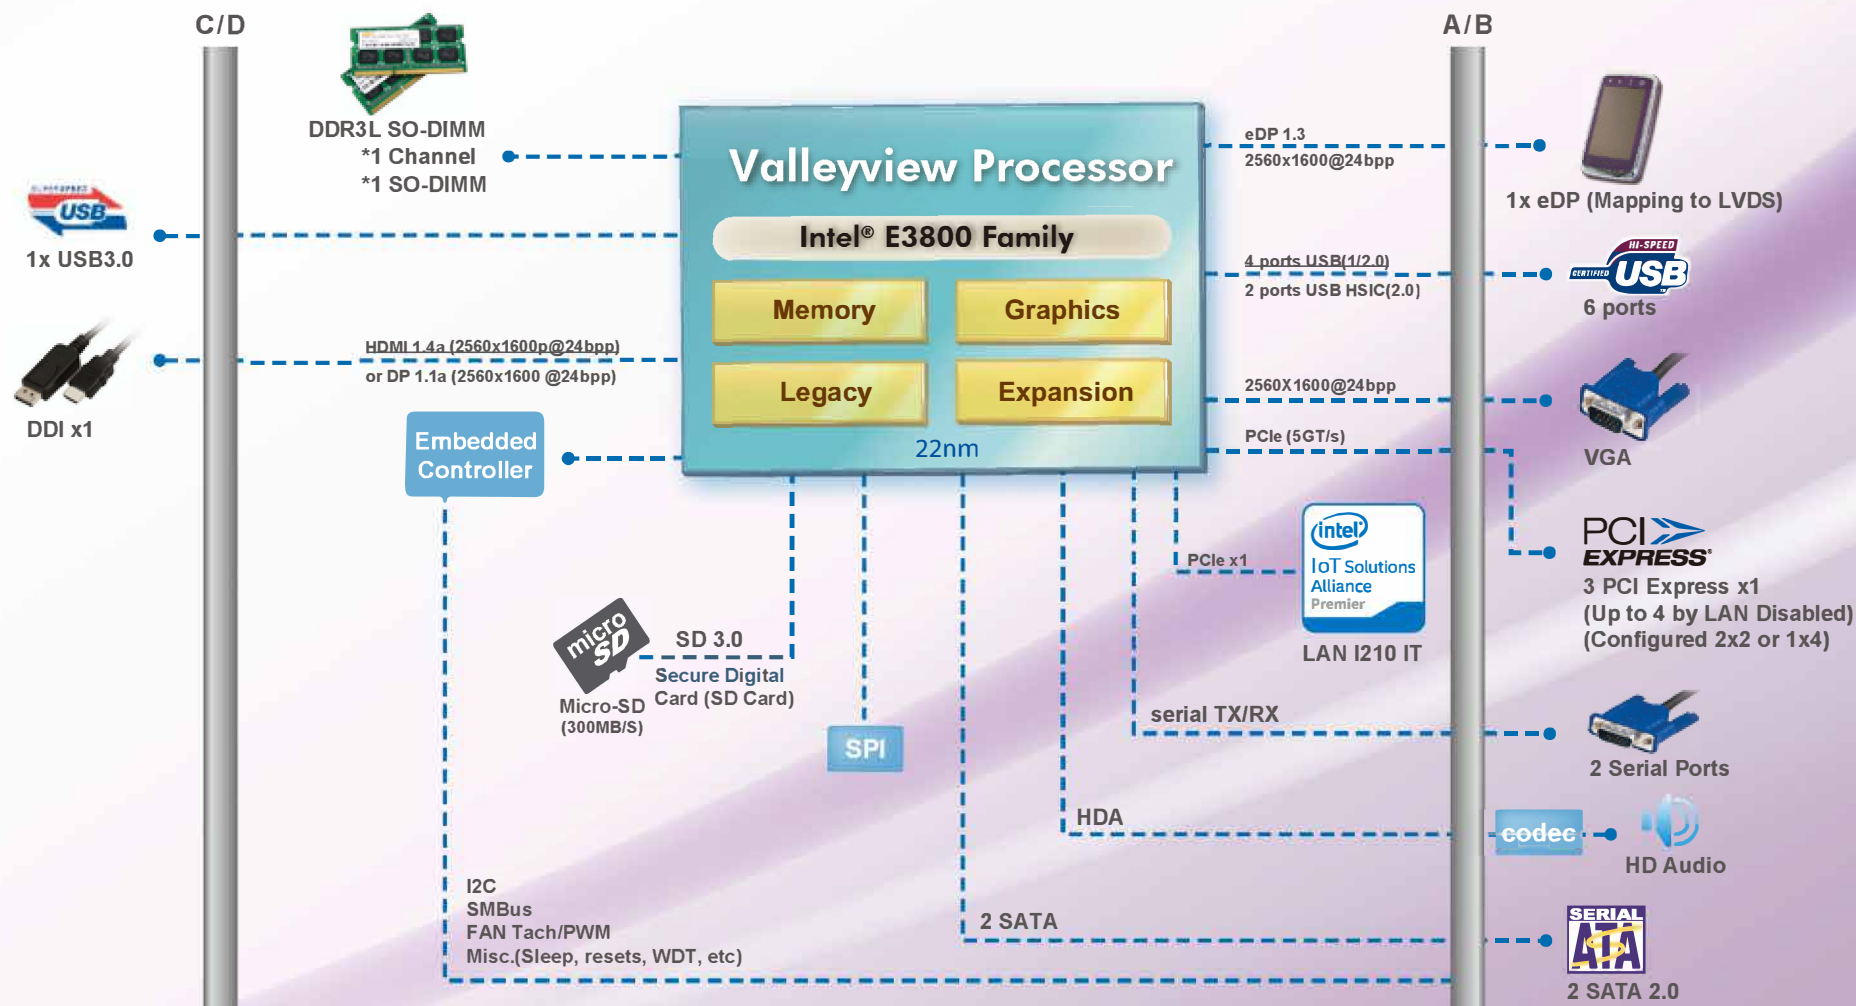 C/D
A/B
DDR3L SO-DIMM
*1 Channel
*1 SO-DIMM
USB
1x USB3.0
DDI x1
HDMI 1.4a (2560x1600p@24bpp)
or DP 1.1a (2560x1600 @24bpp)
Embedded
Controller
Valleyview Processor
Intel® E3800 Family
Memory
Graphics
Legacy
Expansion
22nm
eDP 1.3
2560x1600@24bpp
1x eDP (Mapping to LVDS)
4 ports USB(1/2.0)
2 ports USB HSIC(2.0)
HI-SPEED
CERTIFIED
USB
6 ports
2560X1600@24bpp
VGA
PCIe (5GT/s)
PCI
EXPRESS®
3 PCI Express x1
(Up to 4 by LAN Disabled)
(Configured 2x2 or 1x4)
PCIe x1
intel
IoT Solutions
Alliance
Premier
LAN I210 IT
micro
SD
SD 3.0
Secure Digital
Card (SD Card)
Micro-SD
(300MB/S)
SPI
serial TX/RX
2 Serial Ports
HDA
codec
HD Audio
I2C
SMBus
FAN Tach/PWM
Misc.(Sleep, resets, WDT, etc)
2 SATA
SERIAL
ATA
2 SATA 2.0